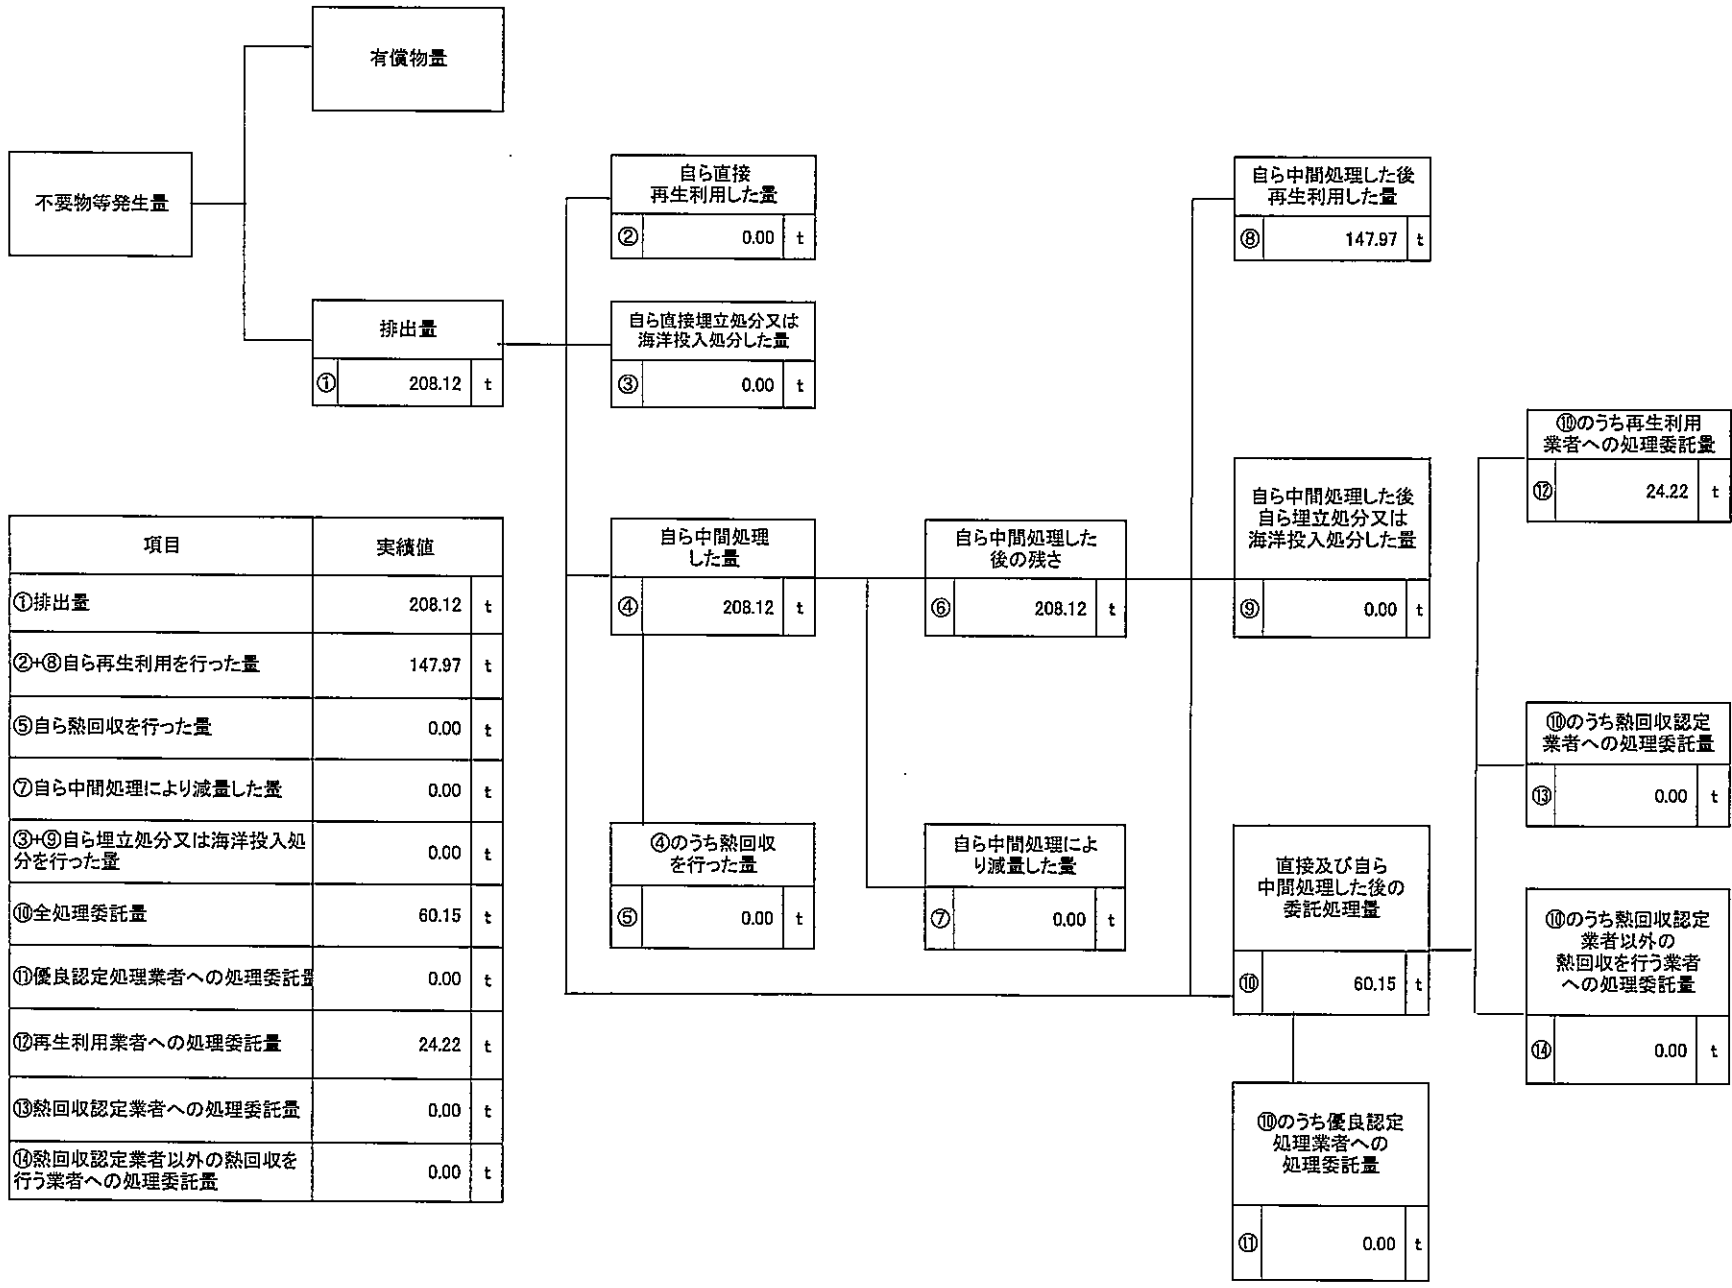 有償物量
不要物等発生量
排出量
① 208.12 t
自ら直接
再生利用した量
② 0.00 t
自ら直接埋立処分又は
海洋投入処分した量
③ 0.00 t
自ら中間処理
した量
④ 208.12 t
④のうち熱回収
を行った量
⑤ 0.00 t
自ら中間処理した
後の残さ
⑥ 208.12 t
自ら中間処理によ
り減量した量
⑦ 0.00 t
自ら中間処理した後
再生利用した量
⑧ 147.97 t
自ら中間処理した後
自ら埋立処分又は
海洋投入処分した量
⑨ 0.00 t
直接及び自ら
中間処理した後の
委託処理量
⑩ 60.15 t
⑩のうち優良認定
処理業者への
処理委託量
⑪ 0.00 t
⑩のうち再生利用
業者への処理委託量
⑫ 24.22 t
⑩のうち熱回収認定
業者への処理委託量
⑬ 0.00 t
⑩のうち熱回収認定
業者以外の
熱回収を行う業者
への処理委託量
⑭ 0.00 t
項目 実績値
①排出量 208.12 t
②+⑧自ら再生利用を行った量 147.97 t
⑤自ら熱回収を行った量 0.00 t
⑦自ら中間処理により減量した量 0.00 t
③+⑨自ら埋立処分又は海洋投入処
分を行った量 0.00 t
⑩全処理委託量 60.15 t
⑪優良認定処理業者への処理委託量 0.00 t
⑫再生利用業者への処理委託量 24.22 t
⑬熱回収認定業者への処理委託量 0.00 t
⑭熱回収認定業者以外の熱回収を
行う業者への処理委託量 0.00 t